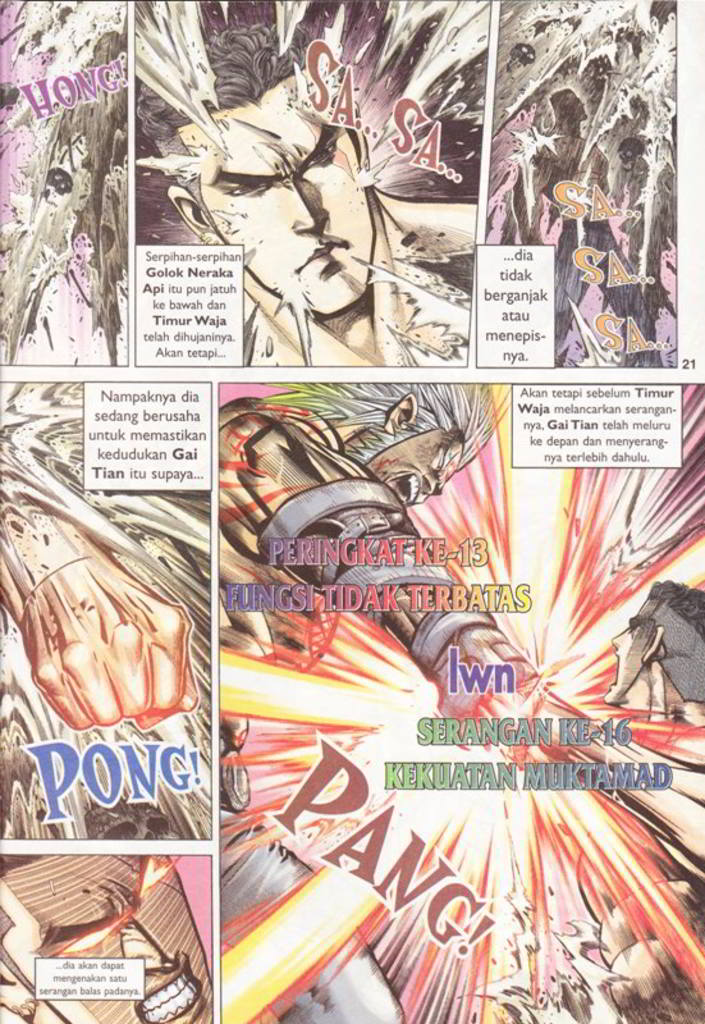 HONG!
SA...
SA...
Serpihan-serpihan
Golok Neraka
Api itu pun jatuh
ke bawah dan
Timur Waja
telah dihujaninya.
Akan tetapi...
...dia
tidak
berganjak
atau
menepis-
nya.
SA...
SA...
SA...
21
Nampaknya dia
sedang berusaha
untuk memastikan
kedudukan Gai
Tian itu supaya...
PONG!
...dia akan dapat
mengenakan satu
serangan balas padanya.
Akan tetapi sebelum Timur
Waja melancarkan serangan-
nya, Gai Tian telah meluru
ke depan dan menyerang-
nya terlebih dahulu.
PERINGKAT KE-13
FUNGSI TIDAK TERBATAS
lwn
SERANGAN KE-16
KEKUATAN MUKTAMAD
PANG!